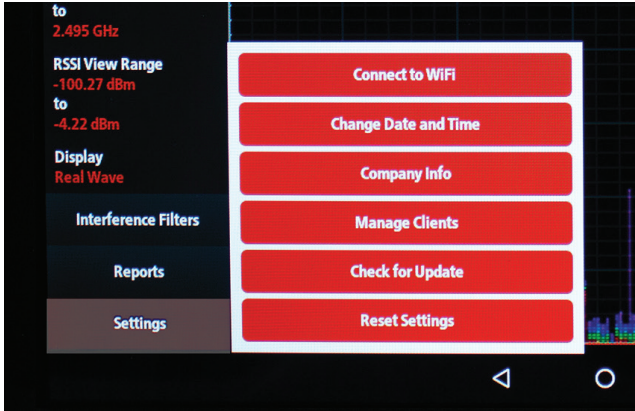 to
2.495 GHz
RSSI View Range
-100.27 dBm
to
-4.22 dBm
Display
Real Wave
Interference Filters
Reports
Settings
Connect to WiFi
Change Date and Time
Company Info
Manage Clients
Check for Update
Reset Settings